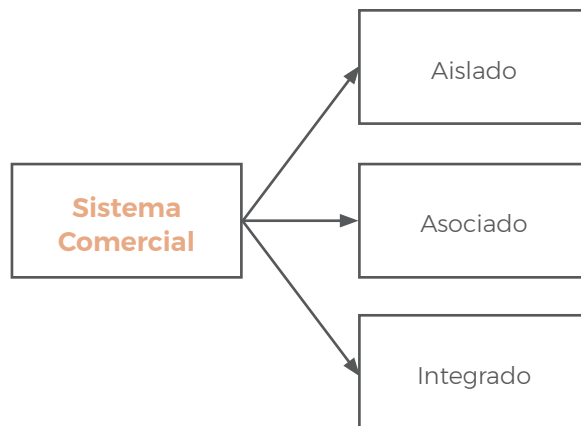 Aislado
Sistema
Comercial
Asociado
Integrado